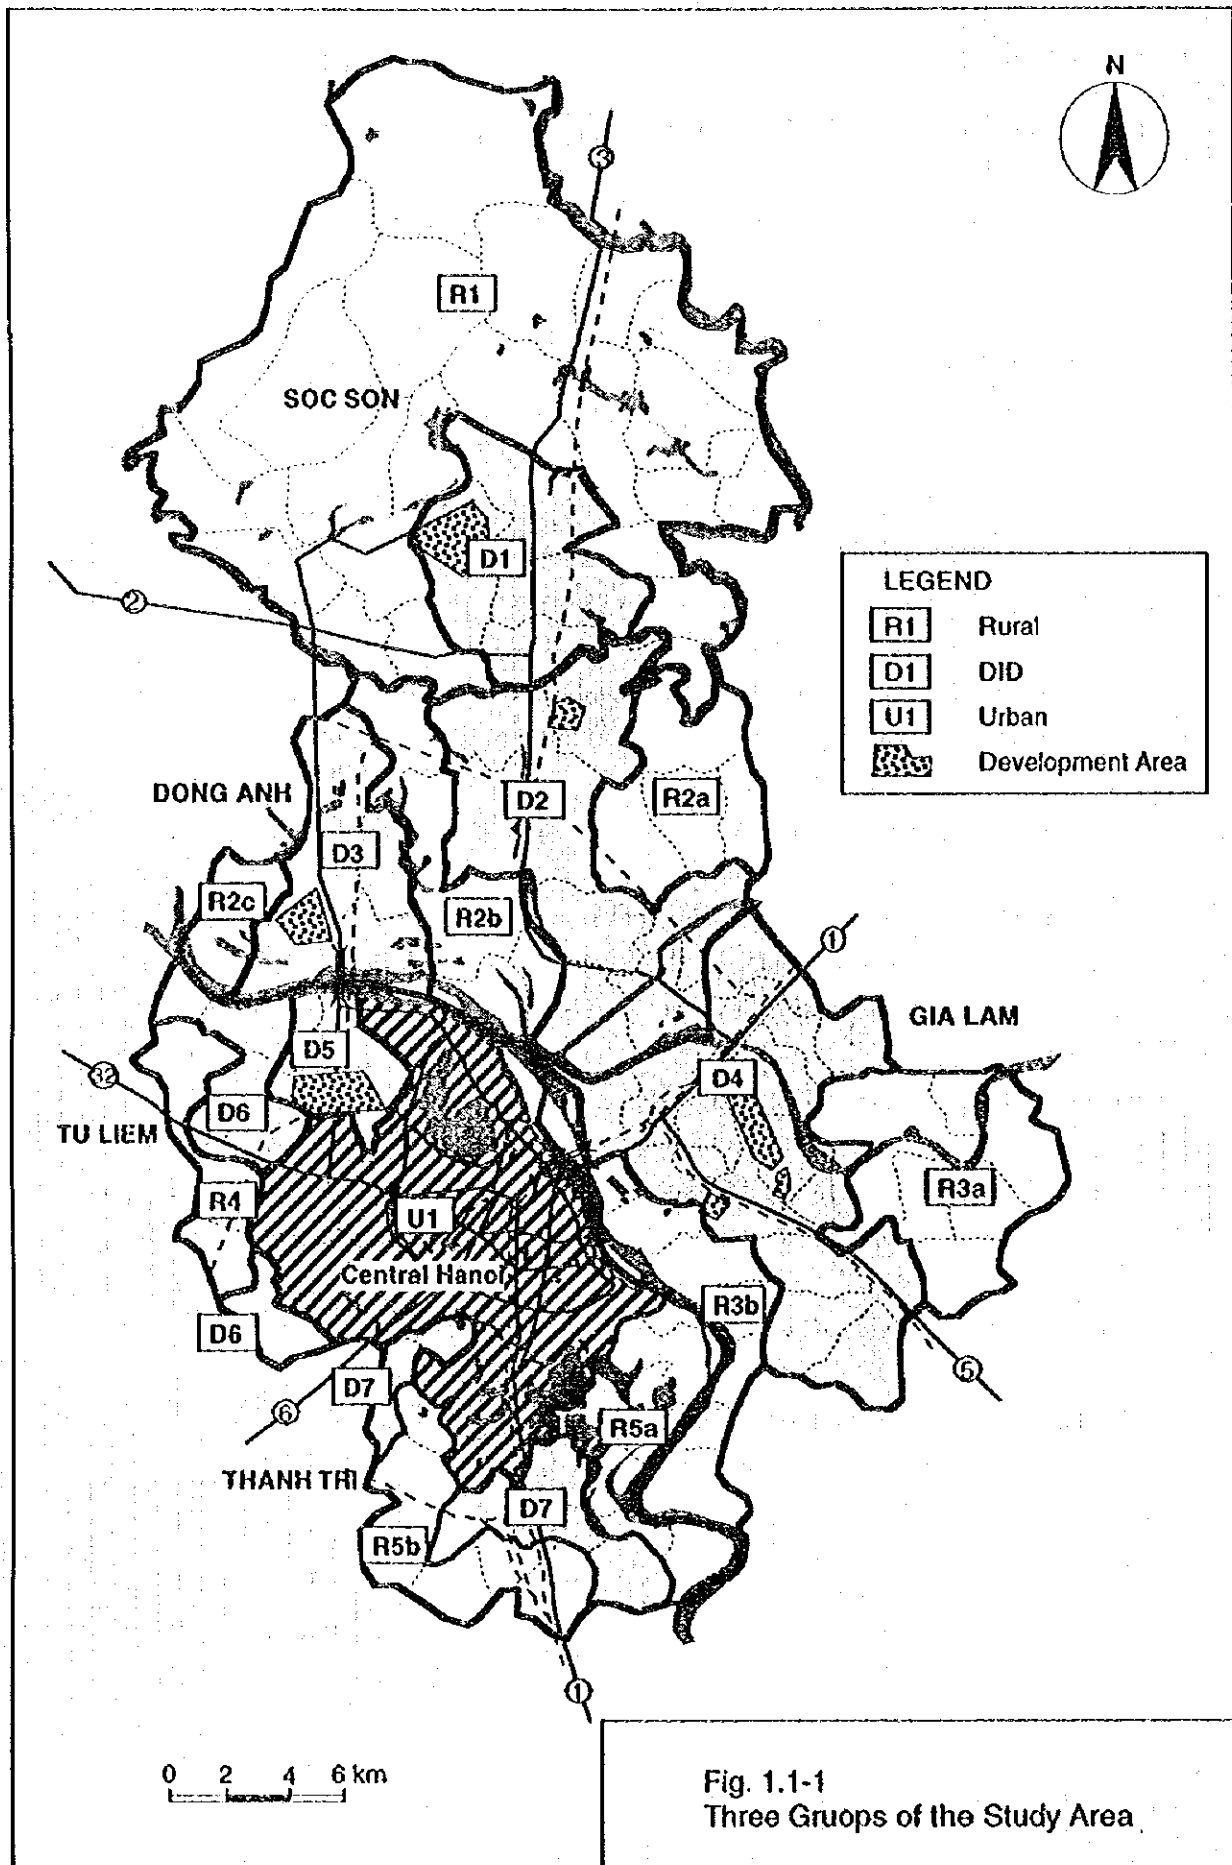 N
3
R1
SOC SON
D1
2
LEGEND
R1 Rural
D1 DID
U1 Urban
Development Area
DONG ANH
D2
R2a
D3
R2c
R2b
1
GIA LAM
D5
32
D4
D6
TU LIEM
R4
R3a
U1
Central Hanoi
R3b
D6
5
D7
6
R5a
THANH TRI
D7
R5b
1
0 2 4 6 km
Fig. 1.1-1
Three Gruops of the Study Area